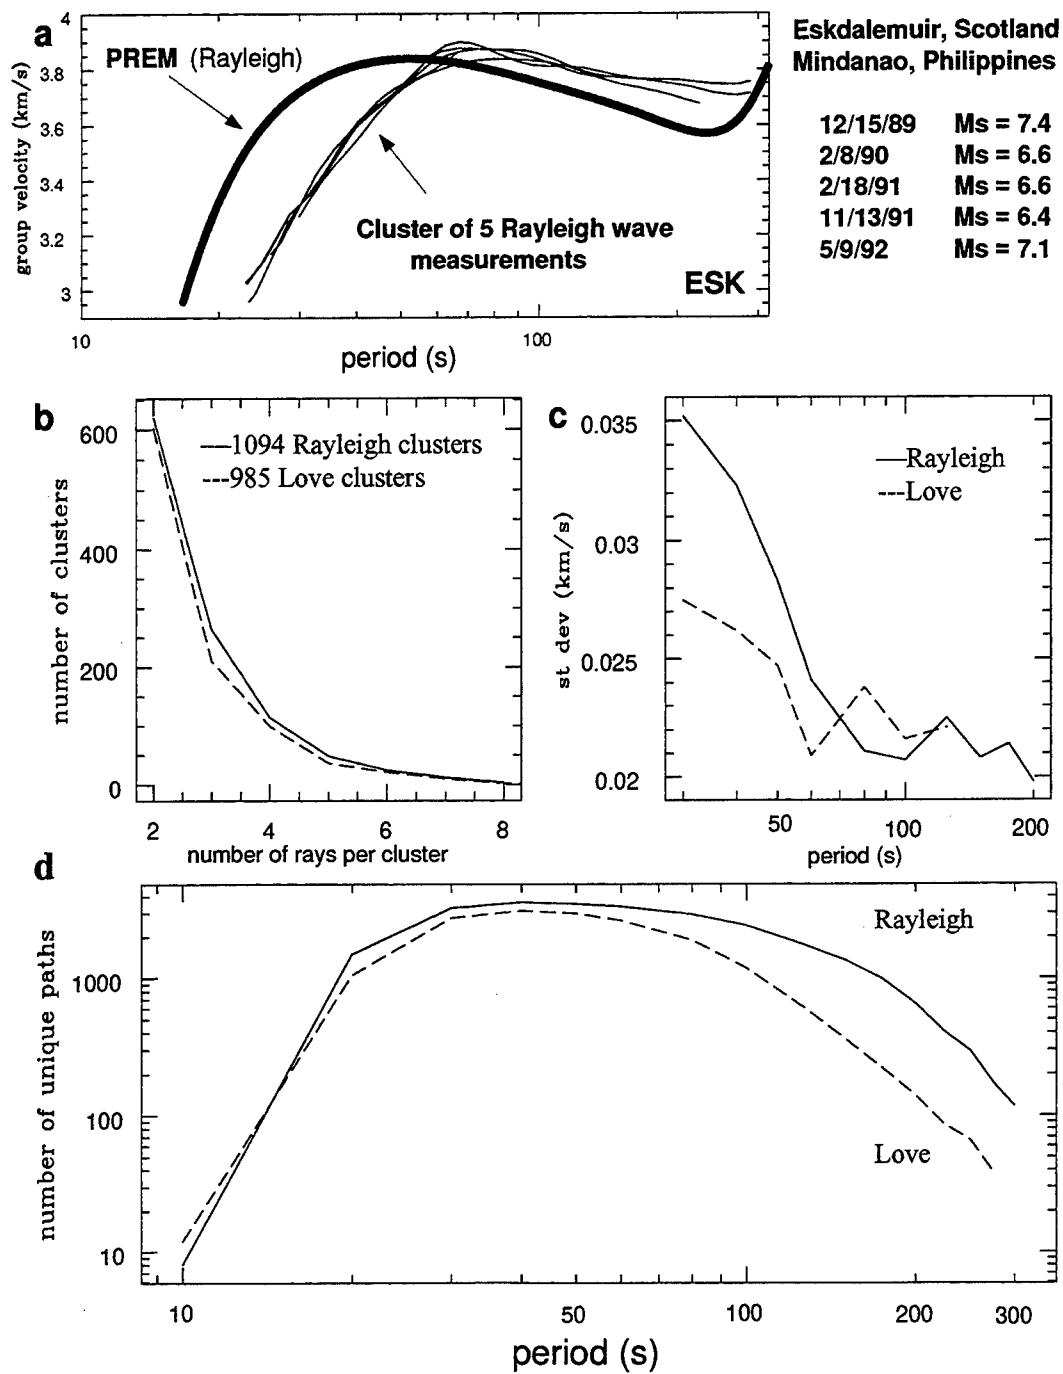 a
4
3.8
3.6
3.4
3.2
3
group velocity (km/s)
PREM (Rayleigh)
Cluster of 5 Rayleigh wave
measurements
ESK
10
100
period (s)
Eskdalemuir, Scotland
Mindanao, Philippines
12/15/89 Ms = 7.4
2/8/90 Ms = 6.6
2/18/91 Ms = 6.6
11/13/91 Ms = 6.4
5/9/92 Ms = 7.1
b
600
400
200
0
number of clusters
1094 Rayleigh clusters
985 Love clusters
2 4 6 8
number of rays per cluster
c
0.035
0.03
0.025
0.02
st dev (km/s)
Rayleigh
Love
50 100 200
period (s)
d
1000
100
10
number of unique paths
Rayleigh
Love
10 50 100 200 300
period (s)